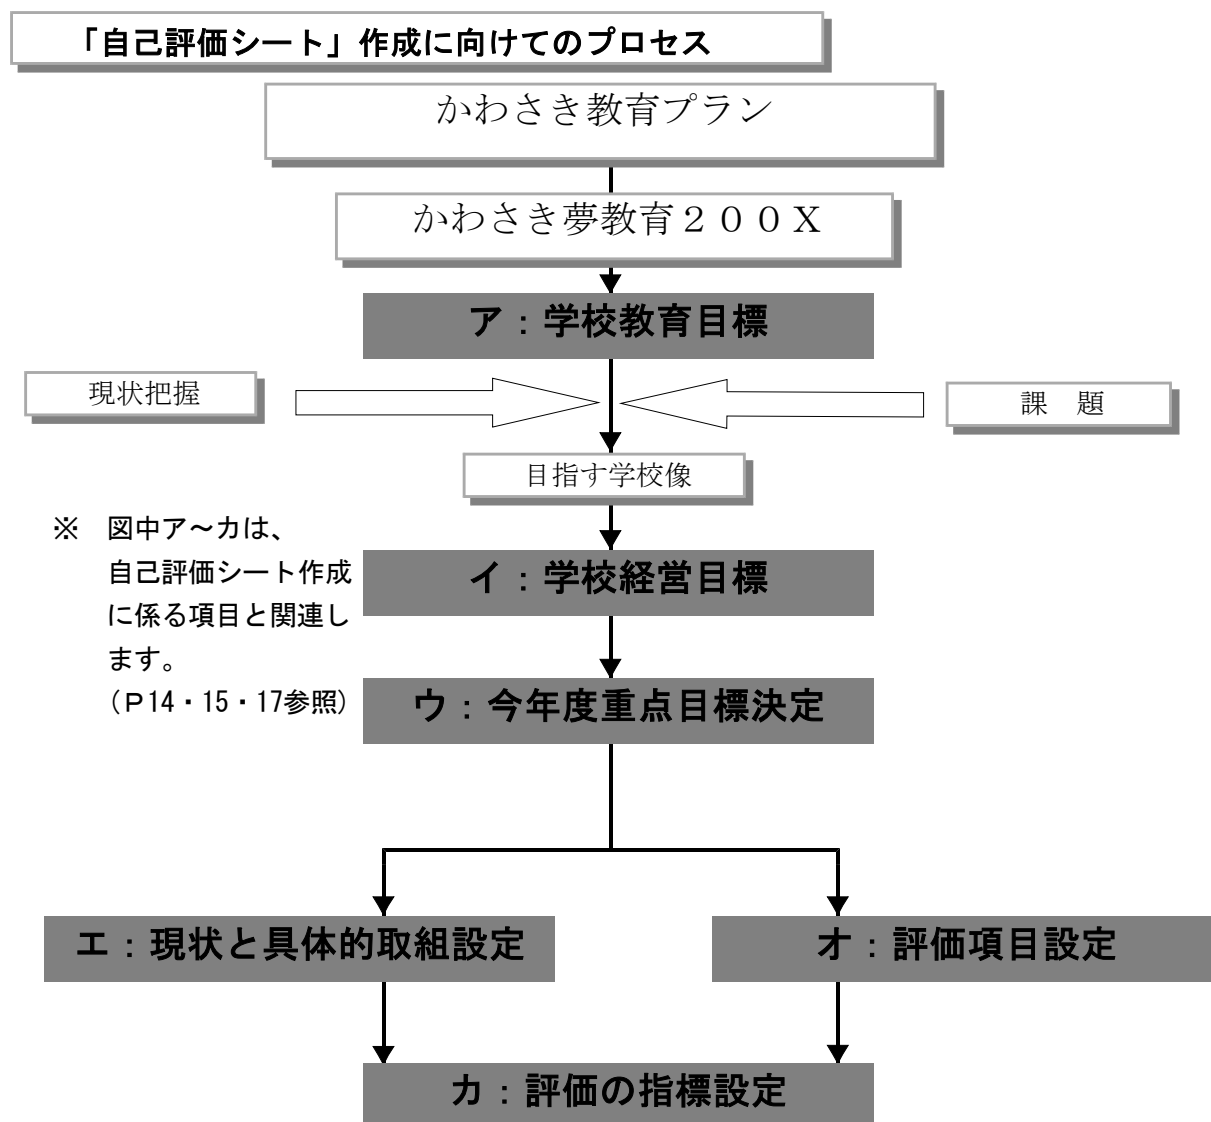 「自己評価シート」作成に向けてのプロセス
かわさき教育プラン
かわさき夢教育２００Ｘ
ア：学校教育目標
現状把握
課　題
目指す学校像
※　図中ア～カは、
自己評価シート作成
に係る項目と関連し
ます。
（Ｐ14・15・17参照）
イ：学校経営目標
ウ：今年度重点目標決定
エ：現状と具体的取組設定
オ：評価項目設定
カ：評価の指標設定